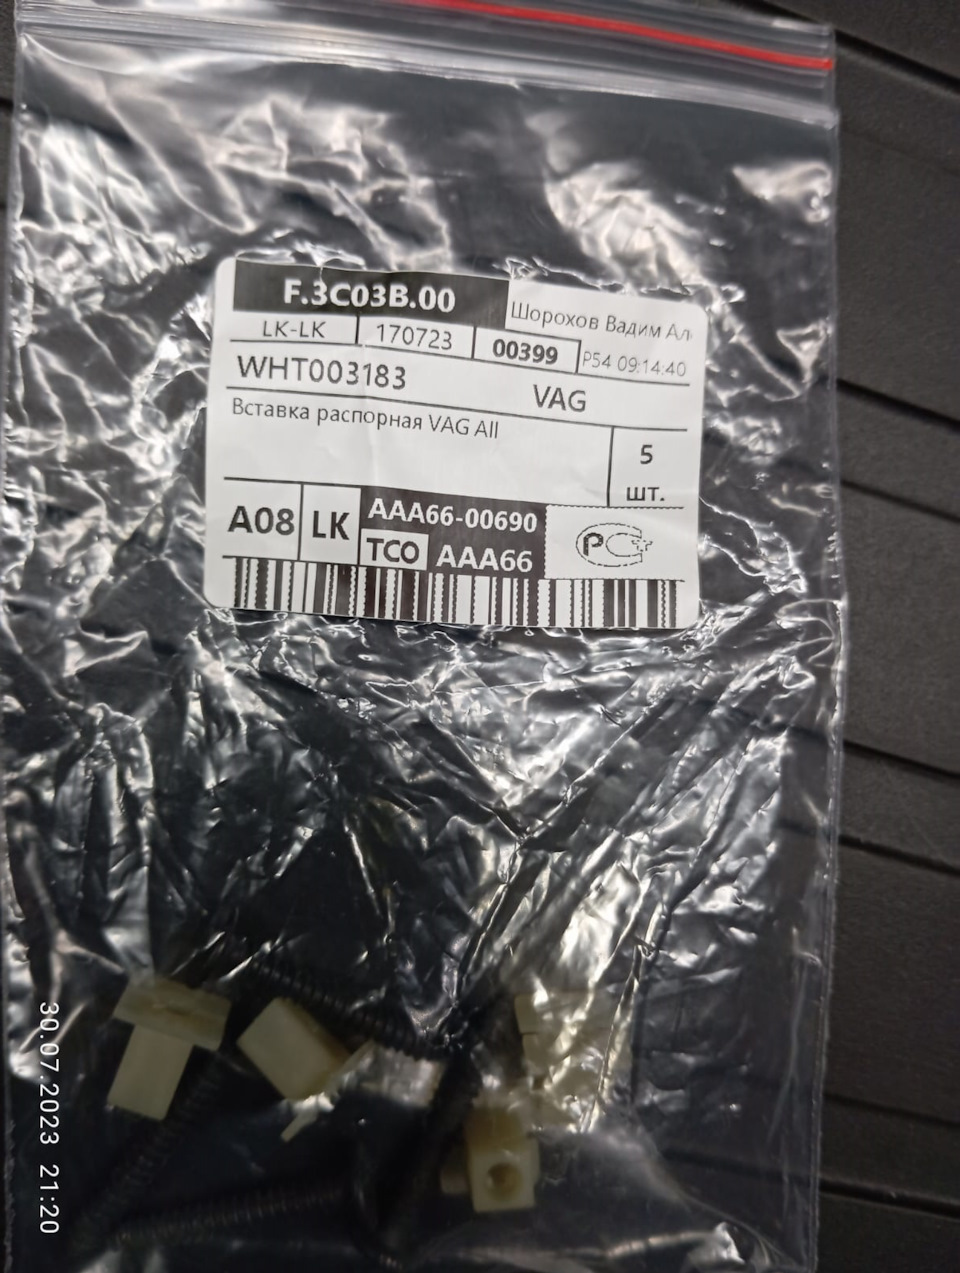 F.3C03B.00
Шорохов Вадим Ал
LK-LK 170723 00399 P54 09:14:40
WHT003183 VAG
Вставка распорная VAG All
5
шт.
A08 LK AAA66-00690
TCO AAA66
РС
30.07.2023 21:20